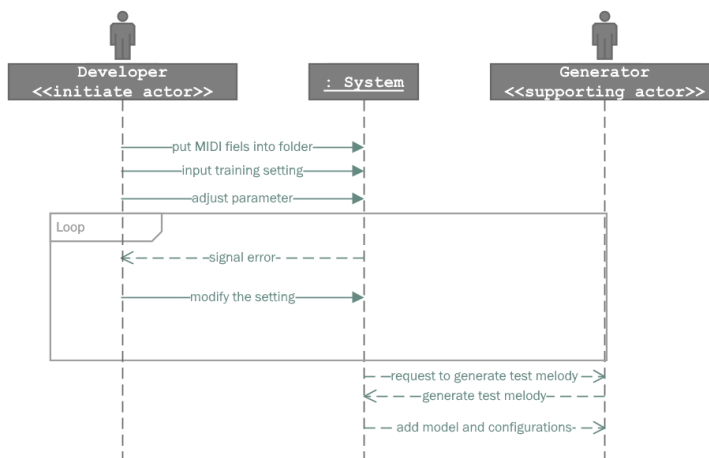 Developer
<<initiate actor>>
: System
Generator
<<supporting actor>>
put MIDI fiels into folder
input training setting
adjust parameter
Loop
signal error
modify the setting
request to generate test melody
generate test melody
add model and configurations